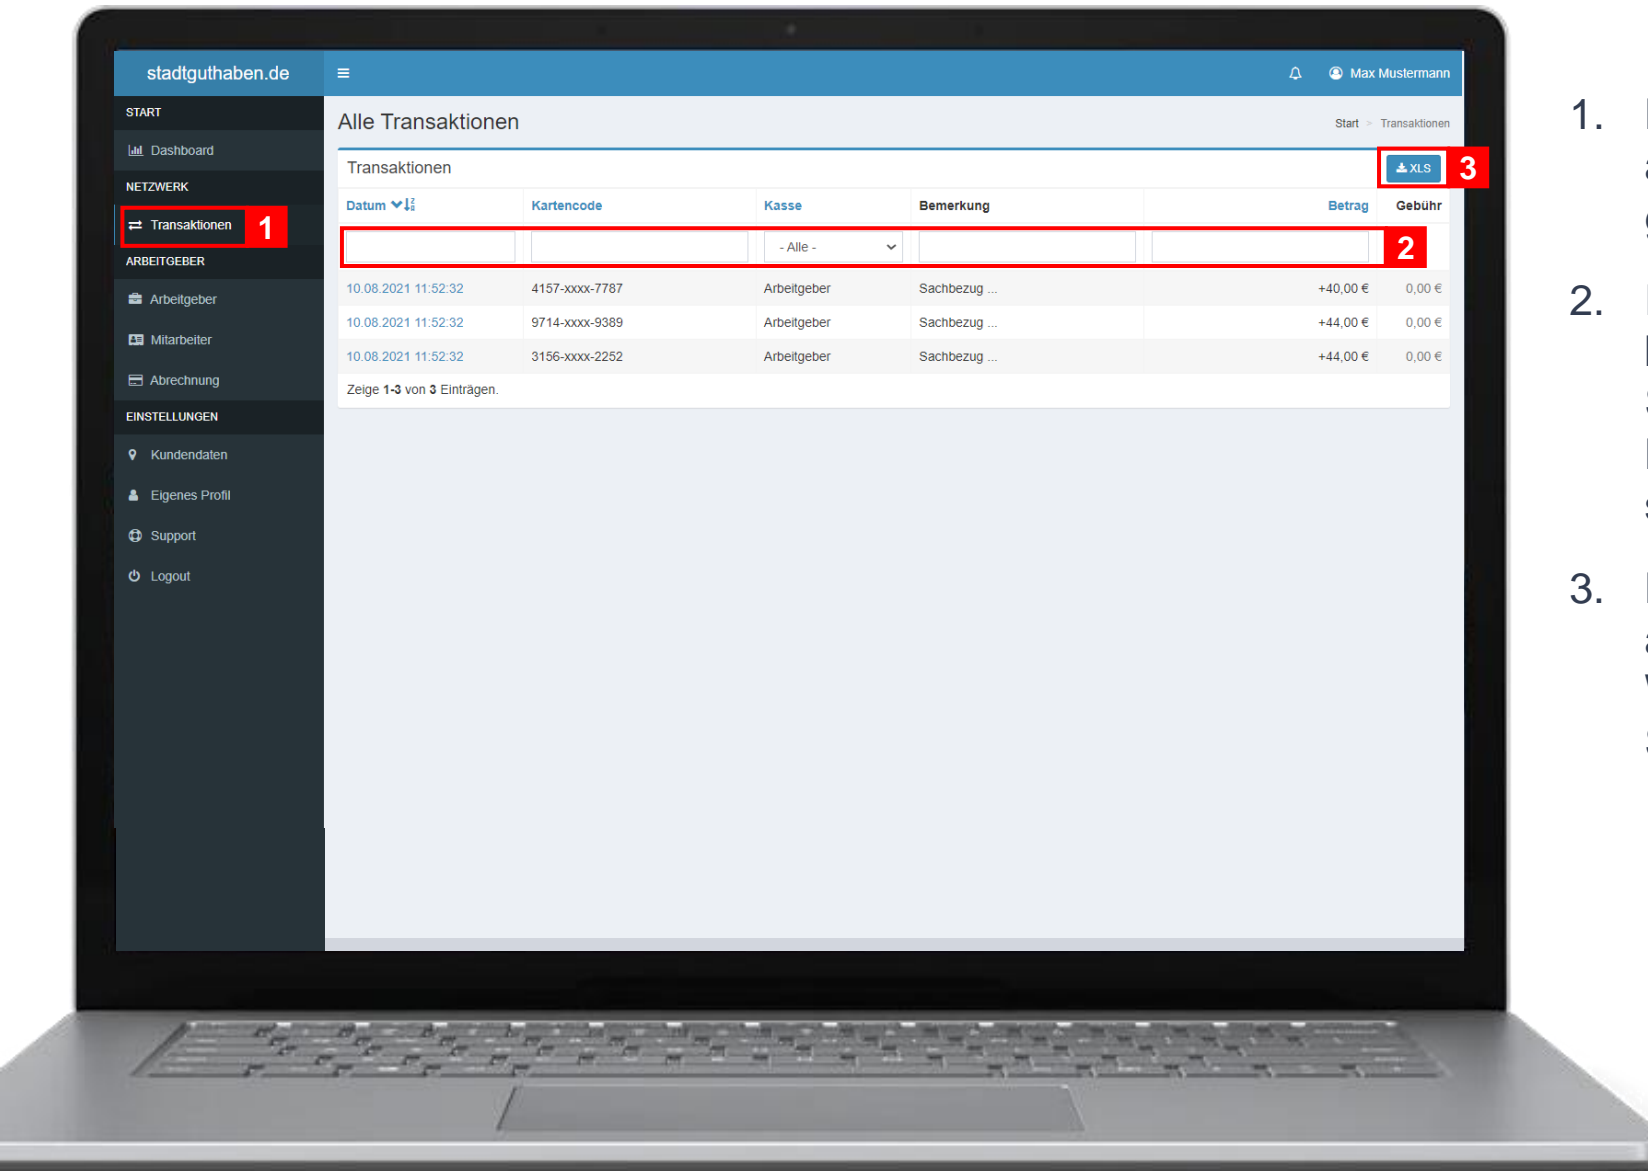 stadtguthaben.de
Max Mustermann
START
Dashboard
NETZWERK
Transaktionen 1
ARBEITGEBER
Arbeitgeber
Mitarbeiter
Abrechnung
EINSTELLUNGEN
Kundendaten
Eigenes Profil
Support
Logout
Alle Transaktionen
Start > Transaktionen
Transaktionen
XLS 3
Datum Kartencode Kasse Bemerkung Betrag Gebühr
- Alle - 2
10.08.2021 11:52:32 4157-xxxx-7787 Arbeitgeber Sachbezug ... +40,00 € 0,00 €
10.08.2021 11:52:32 9714-xxxx-9389 Arbeitgeber Sachbezug ... +44,00 € 0,00 €
10.08.2021 11:52:32 3156-xxxx-2252 Arbeitgeber Sachbezug ... +44,00 € 0,00 €
Zeige 1-3 von 3 Einträgen.
1.
2.
3.